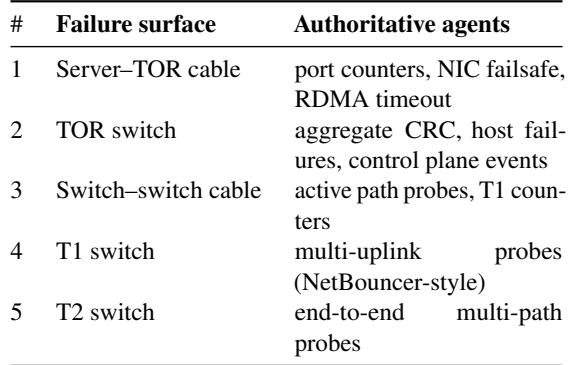 # Failure surface Authoritative agents
1 Server–TOR cable port counters, NIC failsafe,
RDMA timeout
2 TOR switch aggregate CRC, host fail-
ures, control plane events
3 Switch–switch cable active path probes, T1 coun-
ters
4 T1 switch multi-uplink probes
(NetBouncer-style)
5 T2 switch end-to-end multi-path
probes